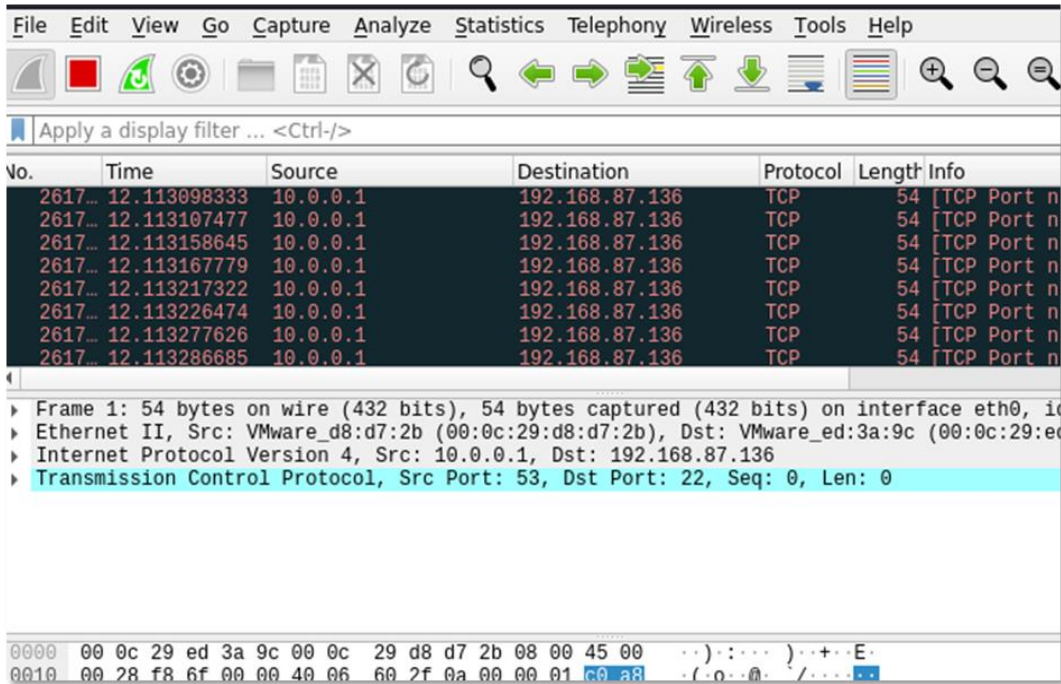 File Edit View Go Capture Analyze Statistics Telephony Wireless Tools Help
Apply a display filter ... <Ctrl-/>
No. Time Source Destination Protocol Length Info
2617… 12.113098333 10.0.0.1 192.168.87.136 TCP 54 [TCP Port n
2617… 12.113107477 10.0.0.1 192.168.87.136 TCP 54 [TCP Port n
2617… 12.113158645 10.0.0.1 192.168.87.136 TCP 54 [TCP Port n
2617… 12.113167779 10.0.0.1 192.168.87.136 TCP 54 [TCP Port n
2617… 12.113217322 10.0.0.1 192.168.87.136 TCP 54 [TCP Port n
2617… 12.113226474 10.0.0.1 192.168.87.136 TCP 54 [TCP Port n
2617… 12.113277626 10.0.0.1 192.168.87.136 TCP 54 [TCP Port n
2617… 12.113286685 10.0.0.1 192.168.87.136 TCP 54 [TCP Port n
Frame 1: 54 bytes on wire (432 bits), 54 bytes captured (432 bits) on interface eth0, id
Ethernet II, Src: VMware_d8:d7:2b (00:0c:29:d8:d7:2b), Dst: VMware_ed:3a:9c (00:0c:29:ed
Internet Protocol Version 4, Src: 10.0.0.1, Dst: 192.168.87.136
Transmission Control Protocol, Src Port: 53, Dst Port: 22, Seq: 0, Len: 0
0000 00 0c 29 ed 3a 9c 00 0c 29 d8 d7 2b 08 00 45 00 ··)·:··· )··+··E·
0010 00 28 f8 6f 00 00 40 06 60 2f 0a 00 00 01 c0 a8 ·(·o··@· `/······